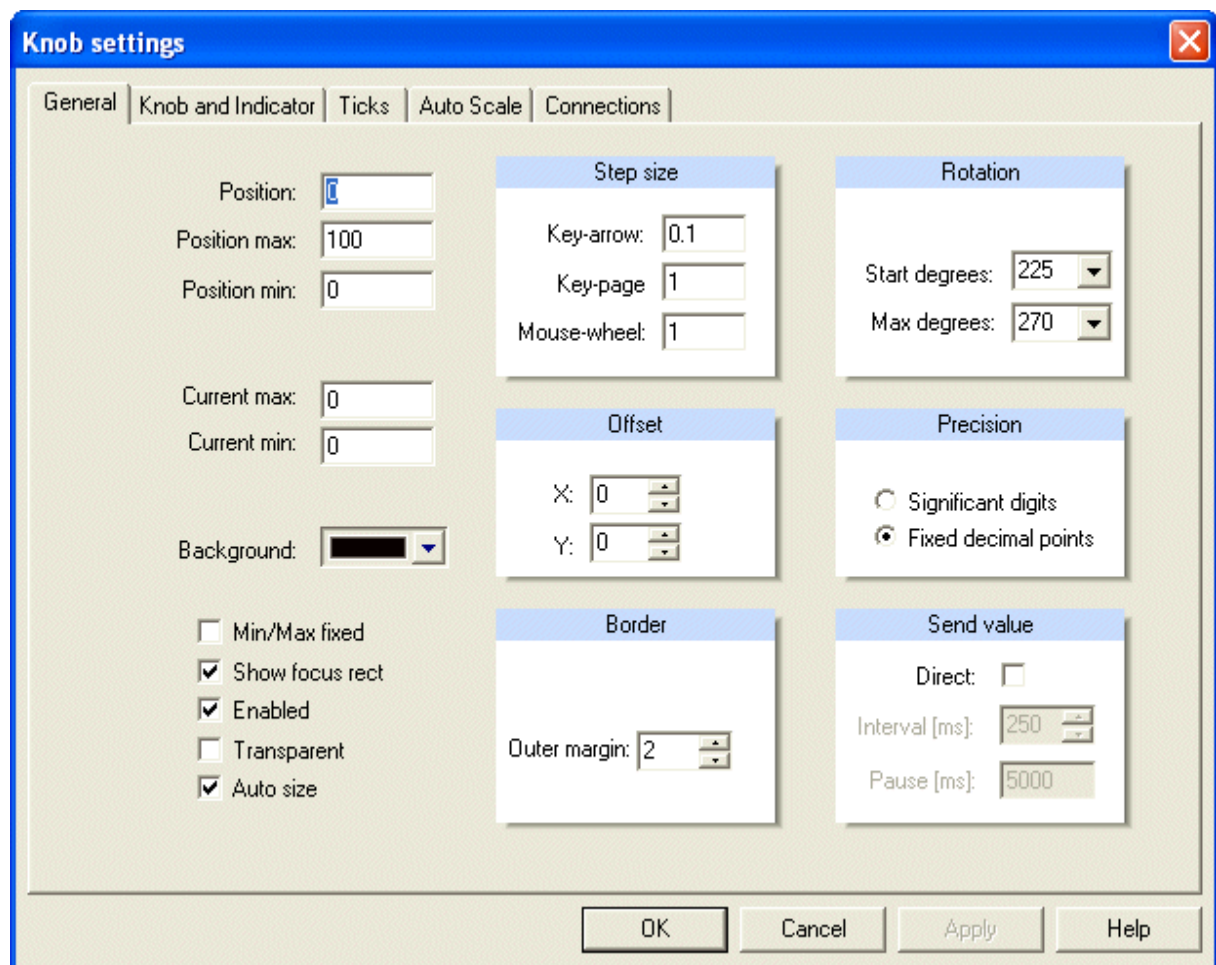 Knob settings
General
Knob and Indicator
Ticks
Auto Scale
Connections
Position: 0
Position max: 100
Position min: 0
Current max: 0
Current min: 0
Background:
Min/Max fixed
Show focus rect
Enabled
Transparent
Auto size
Step size
Key-arrow: 0.1
Key-page 1
Mouse-wheel: 1
Offset
X: 0
Y: 0
Border
Outer margin: 2
Rotation
Start degrees: 225
Max degrees: 270
Precision
Significant digits
Fixed decimal points
Send value
Direct:
Interval [ms]: 250
Pause [ms]: 5000
OK
Cancel
Apply
Help